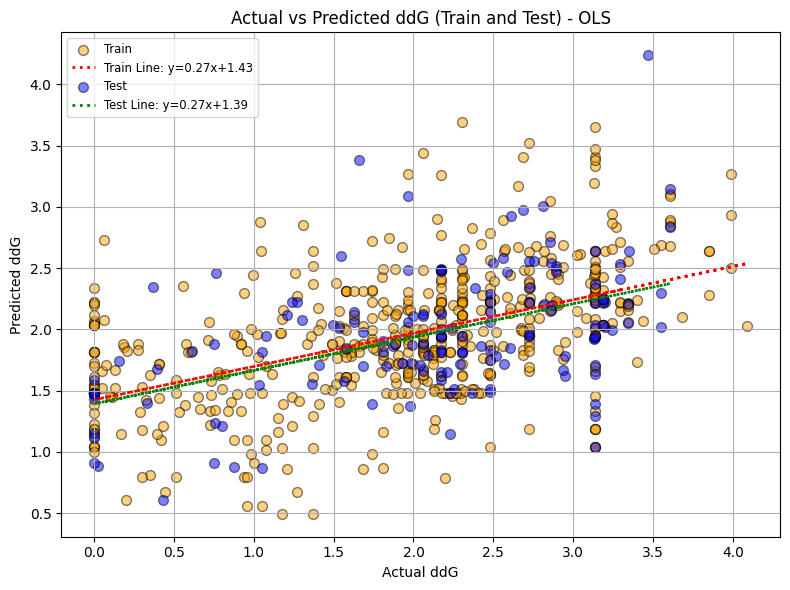 Actual vs Predicted ddG (Train and Test) - OLS
Train
Train Line: y=0.27x+1.43
Test
Test Line: y=0.27x+1.39
4.0
3.5
3.0
2.5
2.0
1.5
1.0
0.5
Predicted ddG
0.0 0.5 1.0 1.5 2.0 2.5 3.0 3.5 4.0
Actual ddG